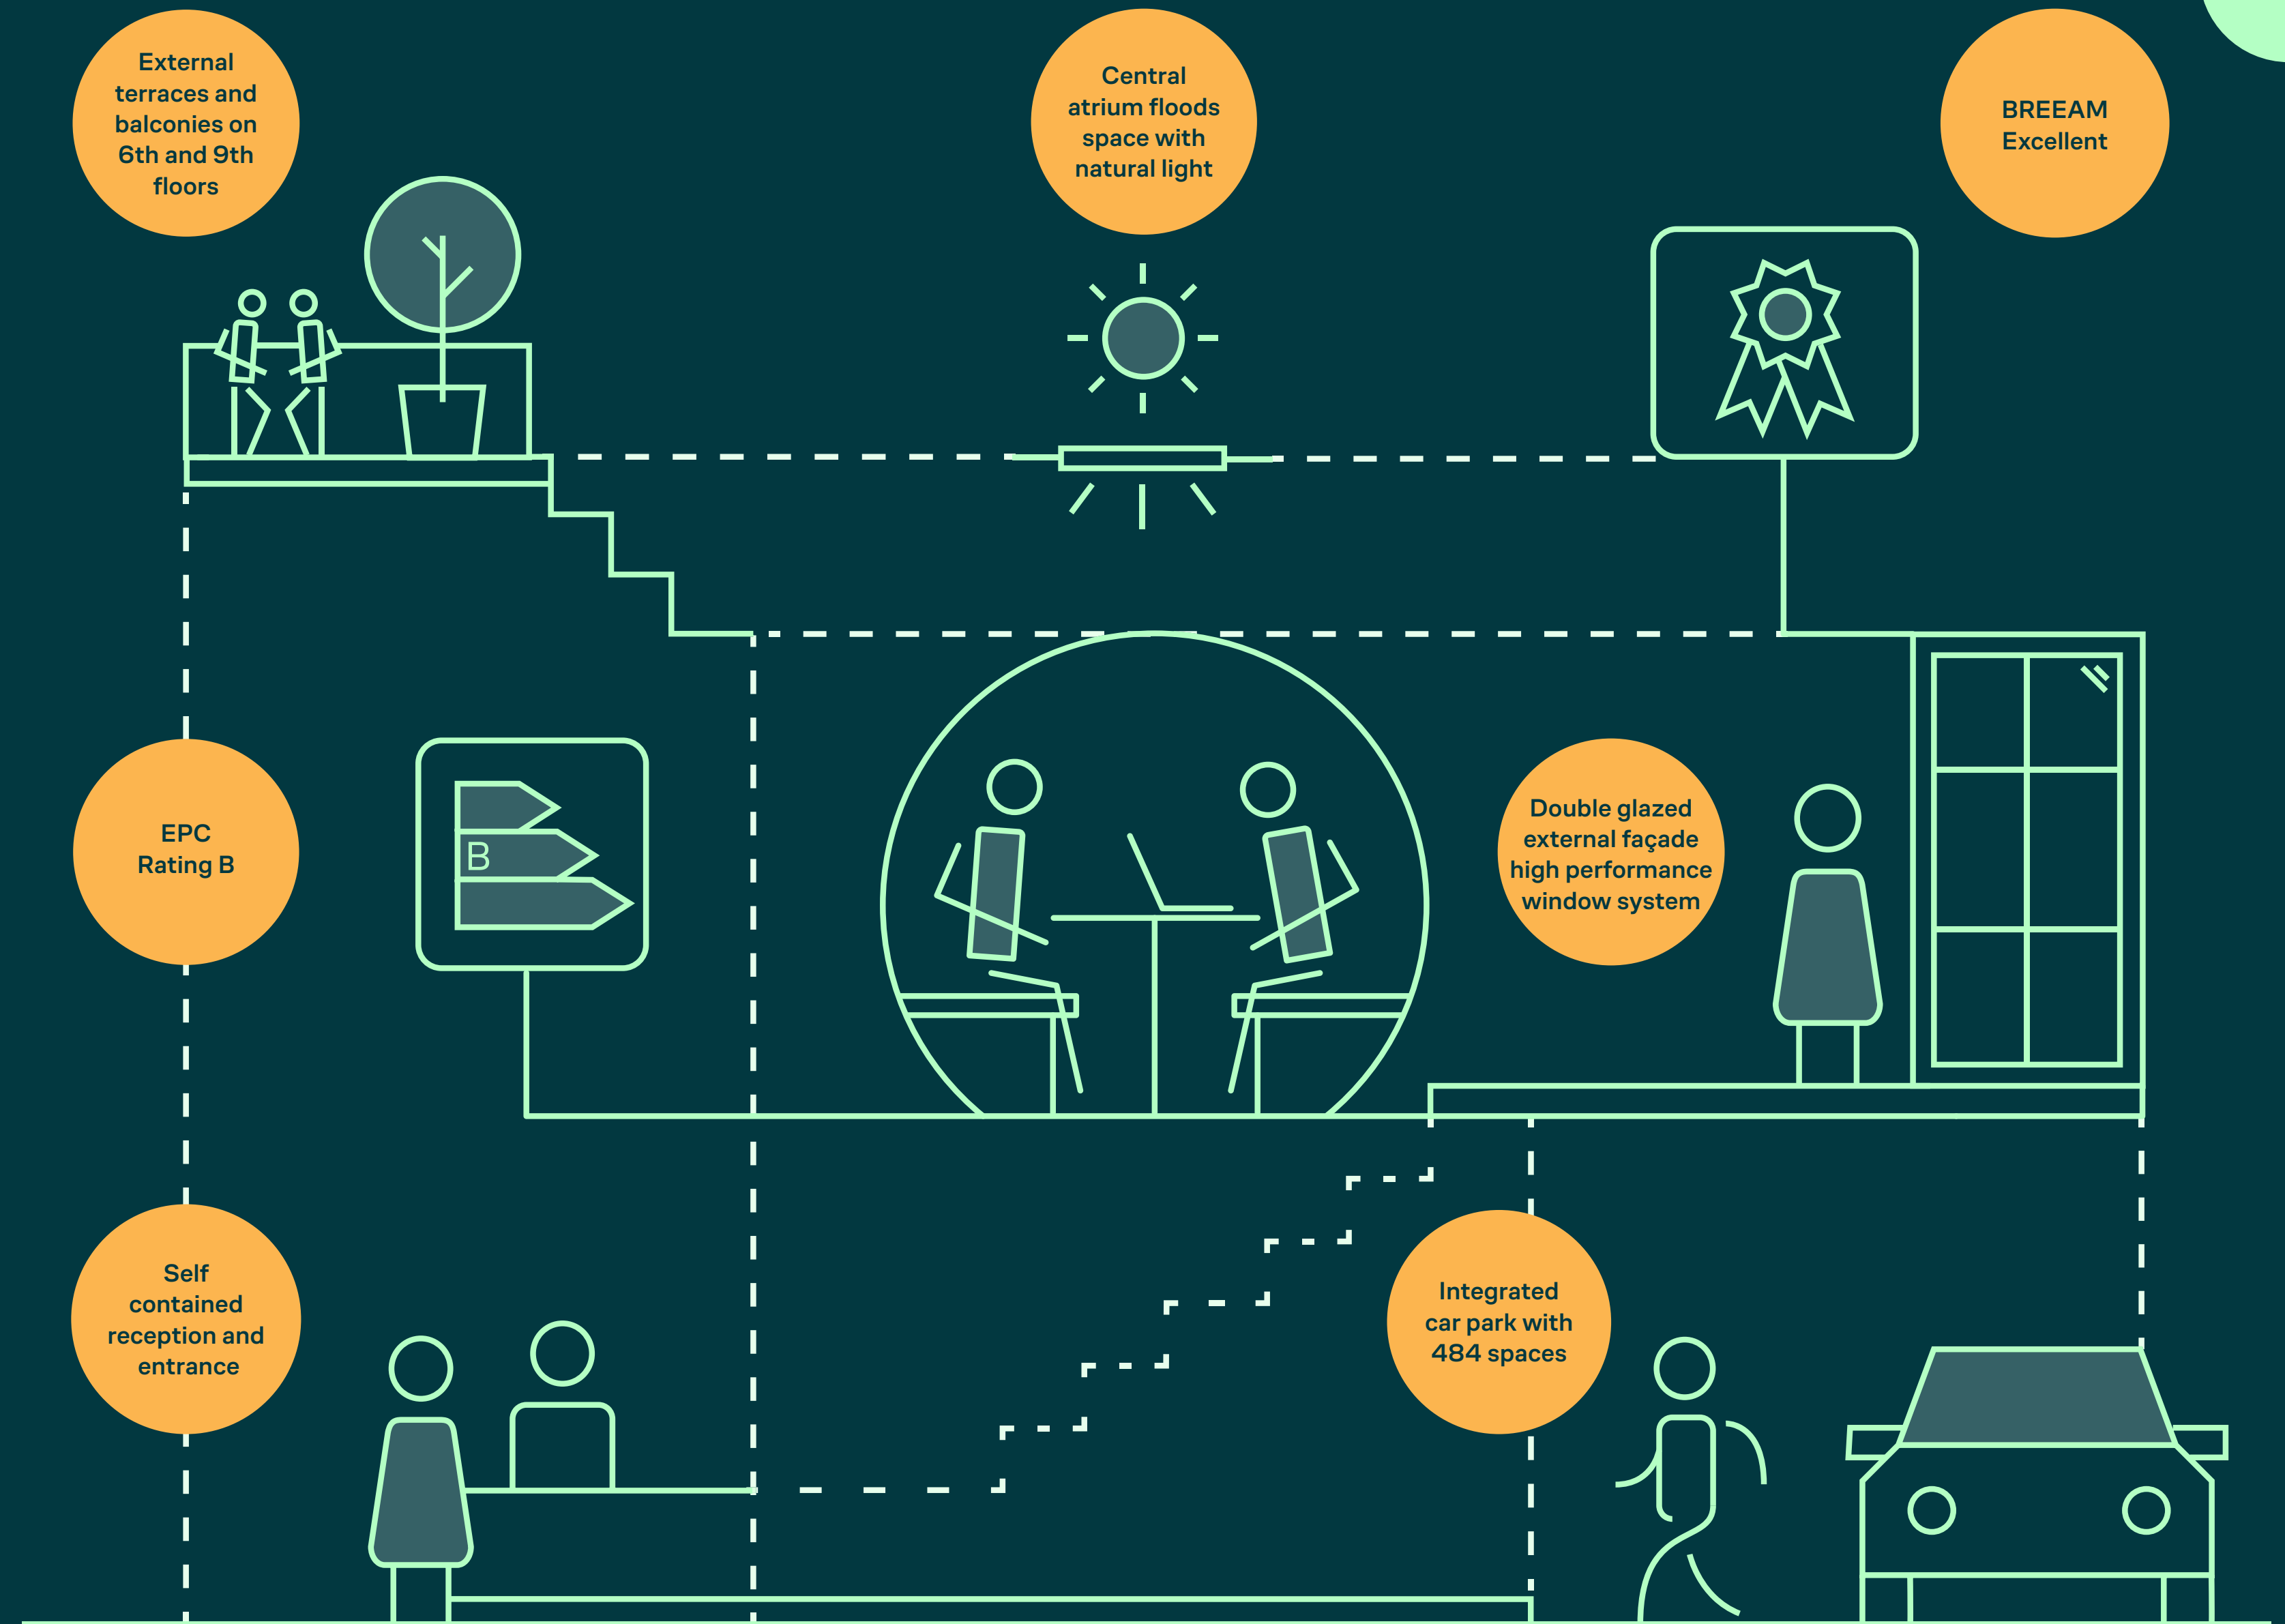 External
terraces and
balconies on
6th and 9th
floors
Central
atrium floods
space with
natural light
BREEAM
Excellent
EPC
Rating B
B
Double glazed
external façade
high performance
window system
Self
contained
reception and
entrance
Integrated
car park with
484 spaces